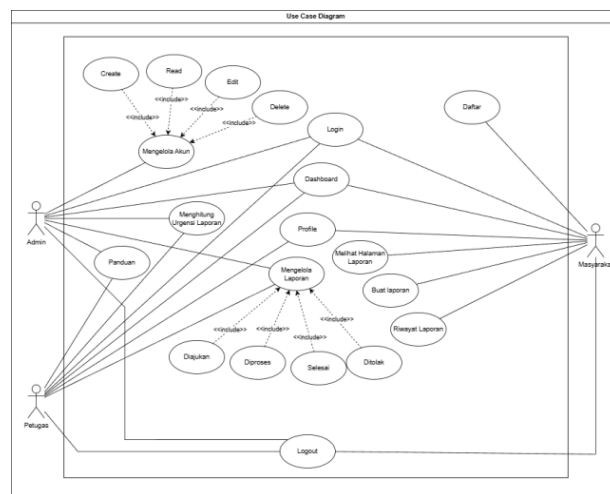 Use Case Diagram
Create
Read
Edit
Delete
<<include>>
<<include>>
<<include>>
<<include>>
Mengelola Akun
Login
Daftar
Dashboard
Admin
Menghitung
Urgensi Laporan
Profile
Masyaraka
Melihat Halaman
Laporan
Panduan
Mengelola
Laporan
Buat laporan
Riwayat Laporan
<<include>>
<<include>>
<<include>>
<<include>>
Diajukan
Diproses
Selesai
Ditolak
Petugas
Logout